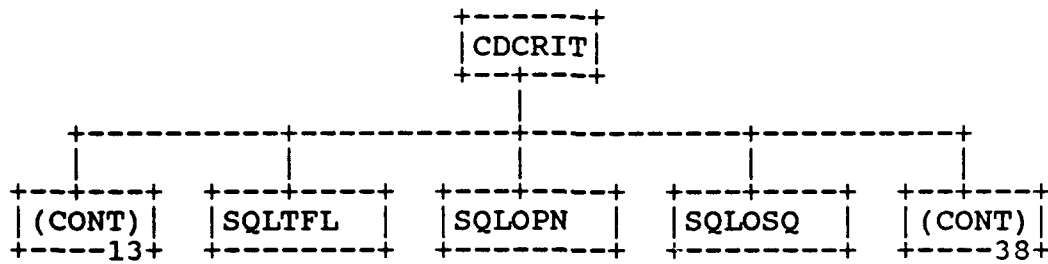 CDCRIT
(CONT) SQLTFL SQLOPN SQLOSQ (CONT)
13 38